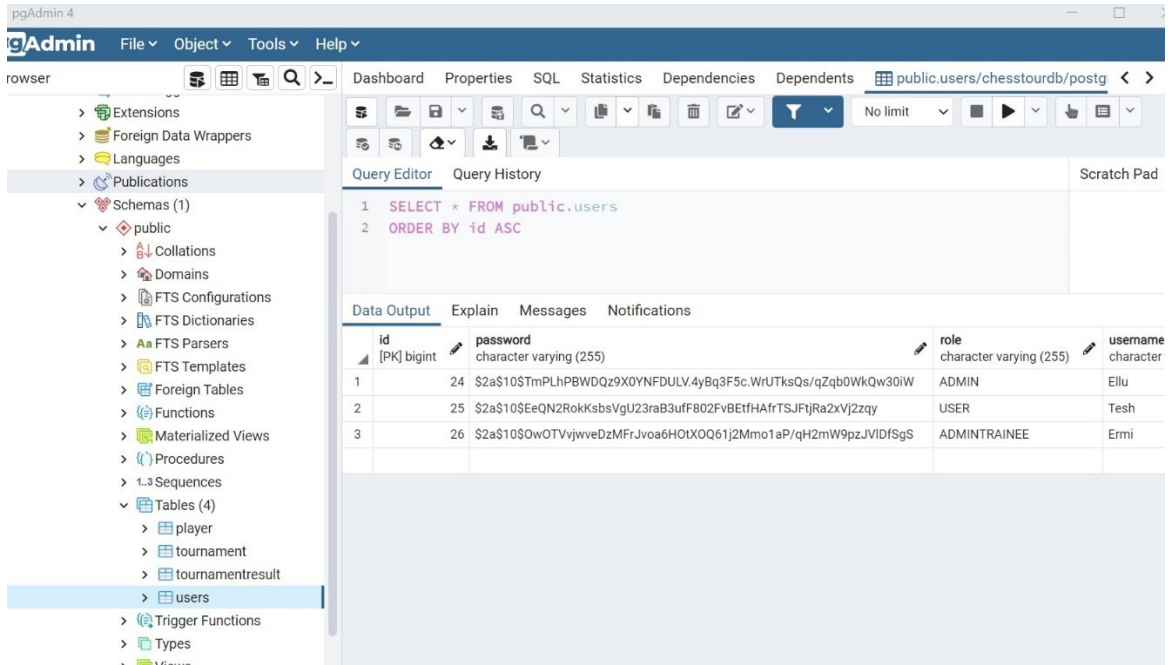 pgAdmin 4
gAdmin File Object Tools Help
rowser
Dashboard Properties SQL Statistics Dependencies Dependents public.users/chesstourdb/postg
No limit
Query Editor Query History Scratch Pad
1 SELECT * FROM public.users
2 ORDER BY id ASC
Extensions
Foreign Data Wrappers
Languages
Publications
Schemas (1)
public
Collations
Domains
FTS Configurations
FTS Dictionaries
Aa FTS Parsers
FTS Templates
Foreign Tables
Functions
Materialized Views
Procedures
1..3 Sequences
Tables (4)
player
tournament
tournamentresult
users
Trigger Functions
Types
Views
Data Output Explain Messages Notifications
id password role username
[PK] bigint character varying (255) character varying (255) character
1 24 $2a$10$TmPLhPBWDQz9X0YNFDULV.4yBq3F5c.WrUTksQs/qZqb0WkQw30iW ADMIN Ellu
2 25 $2a$10$EeQN2RokKsbsVgU23raB3ufF802FvBEtfHAfrTSJFtjRa2xVj2zqy USER Tesh
3 26 $2a$10$OwOTVvjwveDzMFrJvoa6HOtXOQ61j2Mmo1aP/qH2mW9pzJVlDfSgS ADMINTRAINEE Ermi